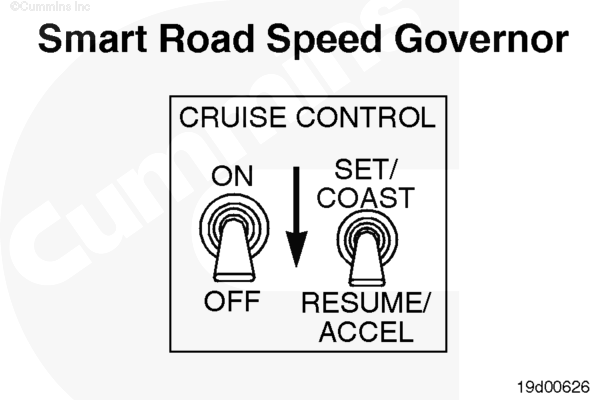 ©Cummins Inc
Smart Road Speed Governor
CRUISE CONTROL
ON
OFF
SET/
COAST
RESUME/
ACCEL
Cummins
19d00626